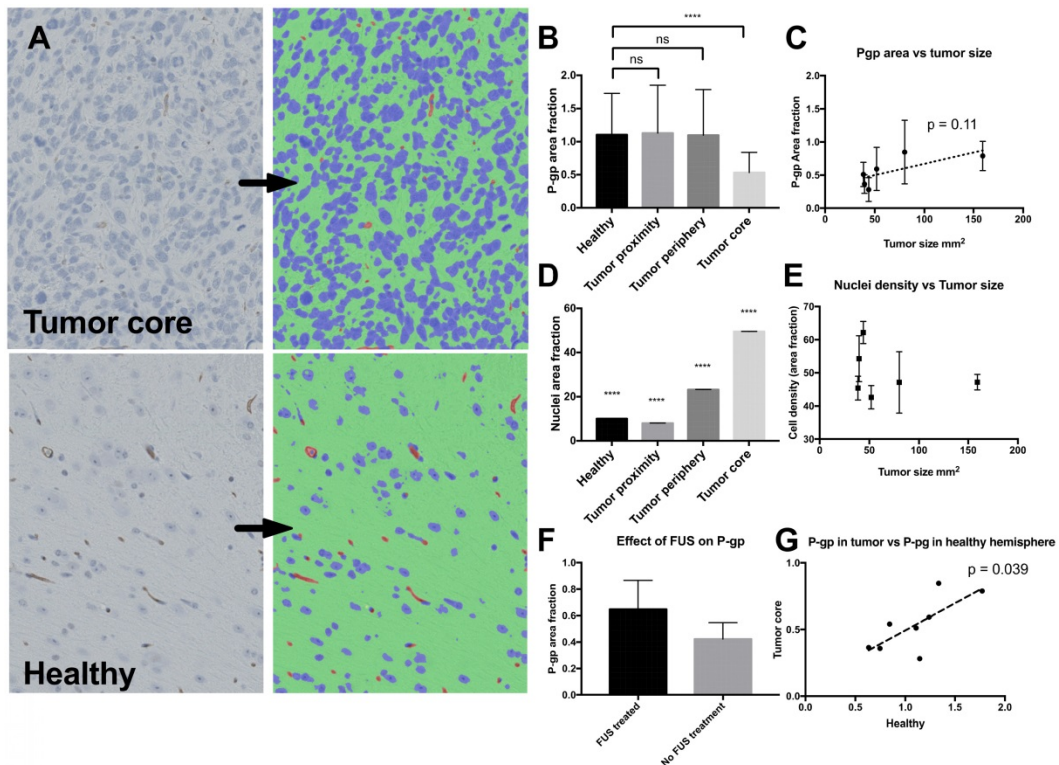 A
Tumor core
Healthy
B
****
ns
ns
P-gp area fraction
2.0
1.5
1.0
0.5
0.0
Healthy
Tumor proximity
Tumor periphery
Tumor core
C
Pgp area vs tumor size
p = 0.11
P-gp Area fraction
2.0
1.5
1.0
0.5
0.0
0 50 100 150 200
Tumor size mm²
D
Nuclei area fraction
60
40
20
0
****
****
****
****
Healthy
Tumor proximity
Tumor periphery
Tumor core
E
Nuclei density vs Tumor size
Cell density (area fraction)
70
60
50
40
30
0 50 100 150 200
Tumor size mm²
F
Effect of FUS on P-gp
P-gp area fraction
1.0
0.8
0.6
0.4
0.2
0.0
FUS treated
No FUS treatment
G
P-gp in tumor vs P-pg in healthy hemisphere
p = 0.039
Tumor core
1.0
0.5
0.0
0.0 0.5 1.0 1.5 2.0
Healthy